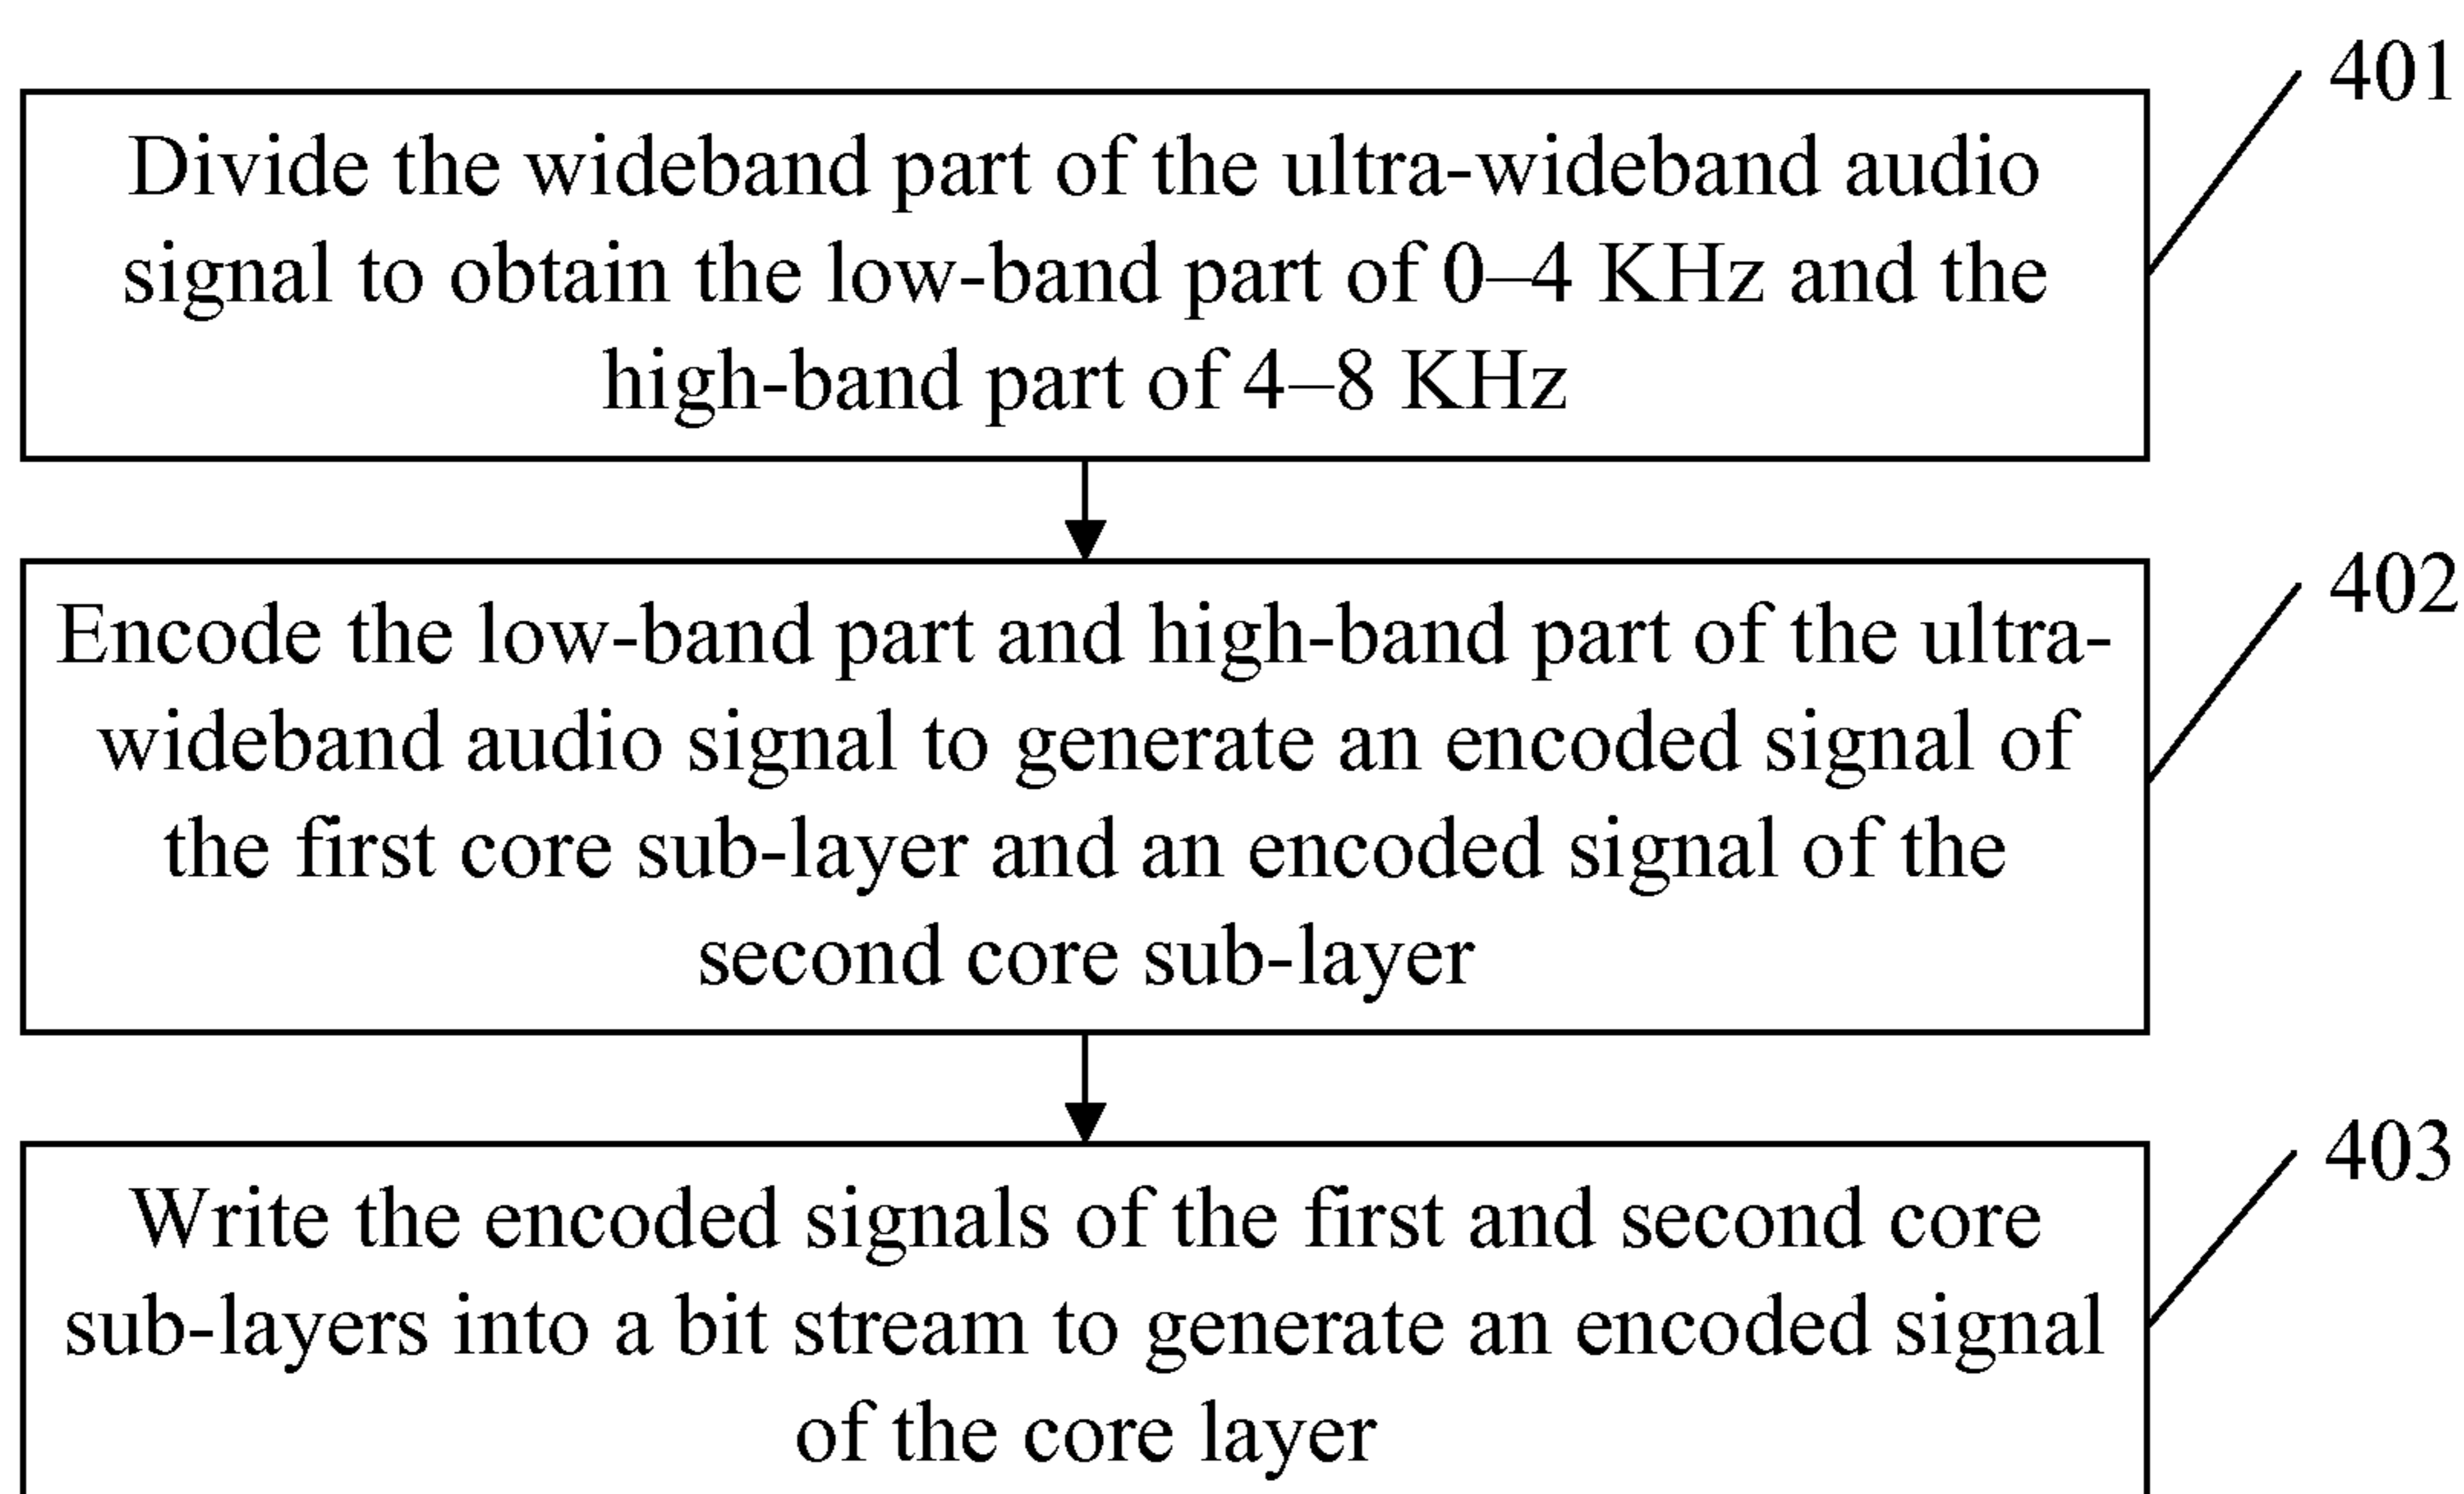 401
Divide the wideband part of the ultra-wideband audio
signal to obtain the low-band part of 0–4 KHz and the
high-band part of 4–8 KHz
402
Encode the low-band part and high-band part of the ultra-
wideband audio signal to generate an encoded signal of
the first core sub-layer and an encoded signal of the
second core sub-layer
403
Write the encoded signals of the first and second core
sub-layers into a bit stream to generate an encoded signal
of the core layer